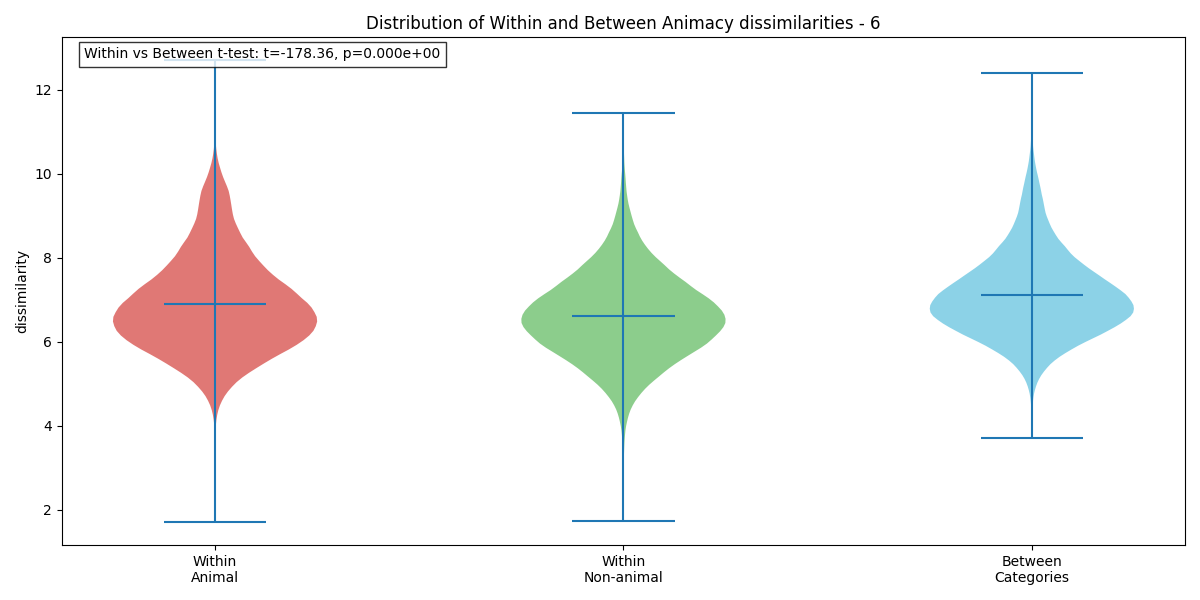 Distribution of Within and Between Animacy dissimilarities - 6
Within vs Between t-test: t=-178.36, p=0.000e+00
12
10
8
6
4
2
dissimilarity
Within
Animal
Within
Non-animal
Between
Categories